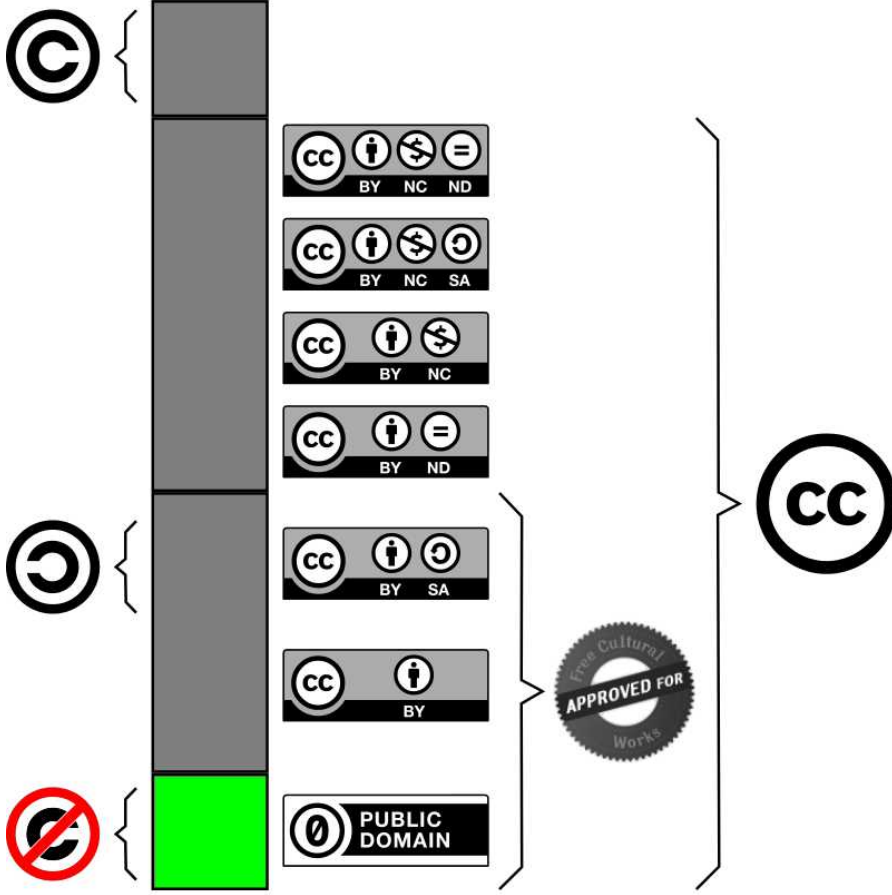 C
CC
BY NC ND
CC
BY NC SA
CC
BY NC
CC
BY ND
CC
BY SA
CC
BY
0 PUBLIC
DOMAIN
Free Cultural
APPROVED FOR
Works
CC
C